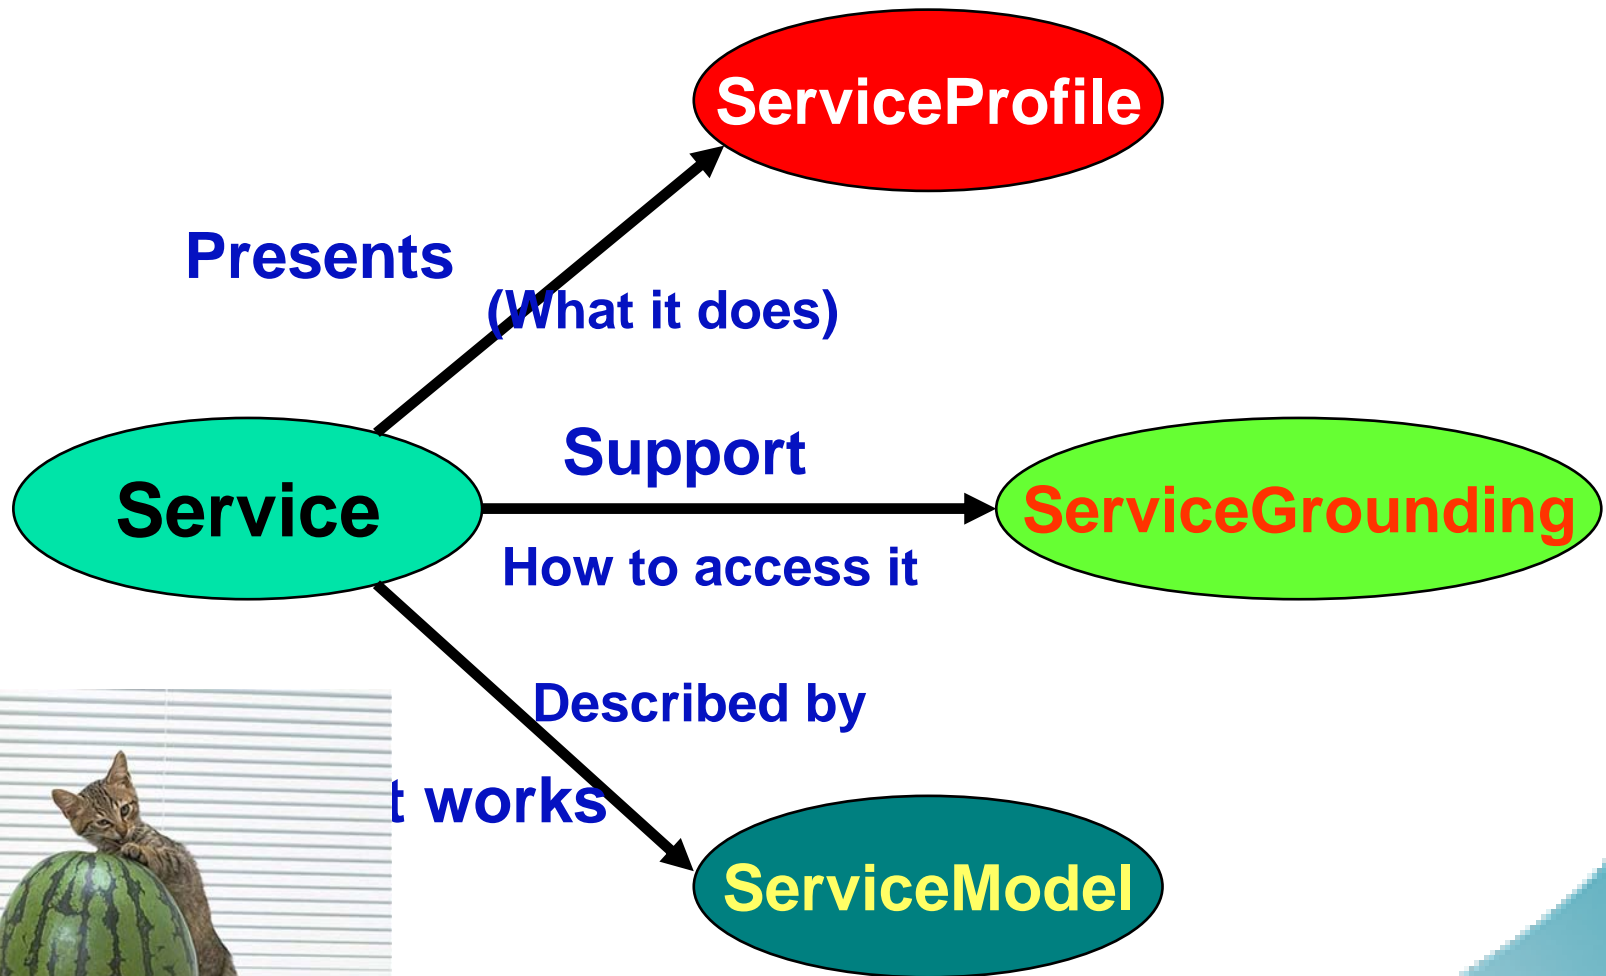 ServiceProfile
Presents
(What it does)
Support
Service
ServiceGrounding
How to access it
Described by
works
ServiceModel